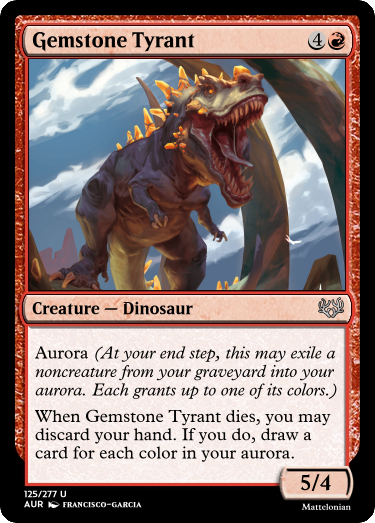 Gemstone Tyrant 4
Creature — Dinosaur
Aurora (At your end step, this may exile a
noncreature from your graveyard into your
aurora. Each grants up to one of its colors.)
When Gemstone Tyrant dies, you may
discard your hand. If you do, draw a
card for each color in your aurora.
5/4
125/277 U
AUR FRANCISCO-GARCIA
Mattelonian